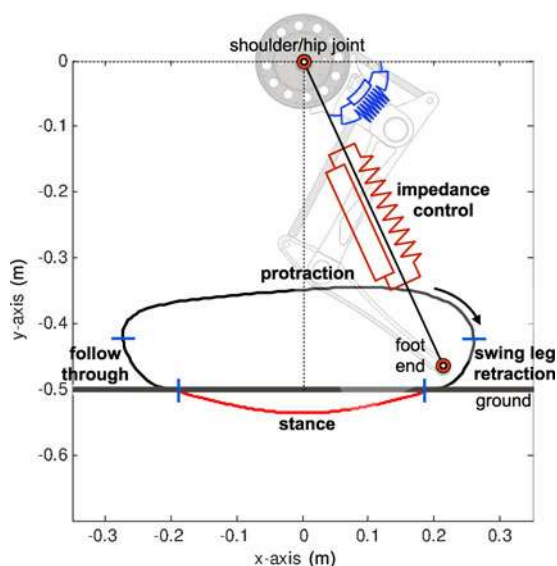 shoulder/hip joint
0
-0.1
-0.2
-0.3
-0.4
-0.5
-0.6
y-axis (m)
impedance
control
protraction
follow
through
foot
end
swing leg
retraction
ground
stance
-0.3
-0.2
-0.1
0
0.1
0.2
0.3
x-axis (m)